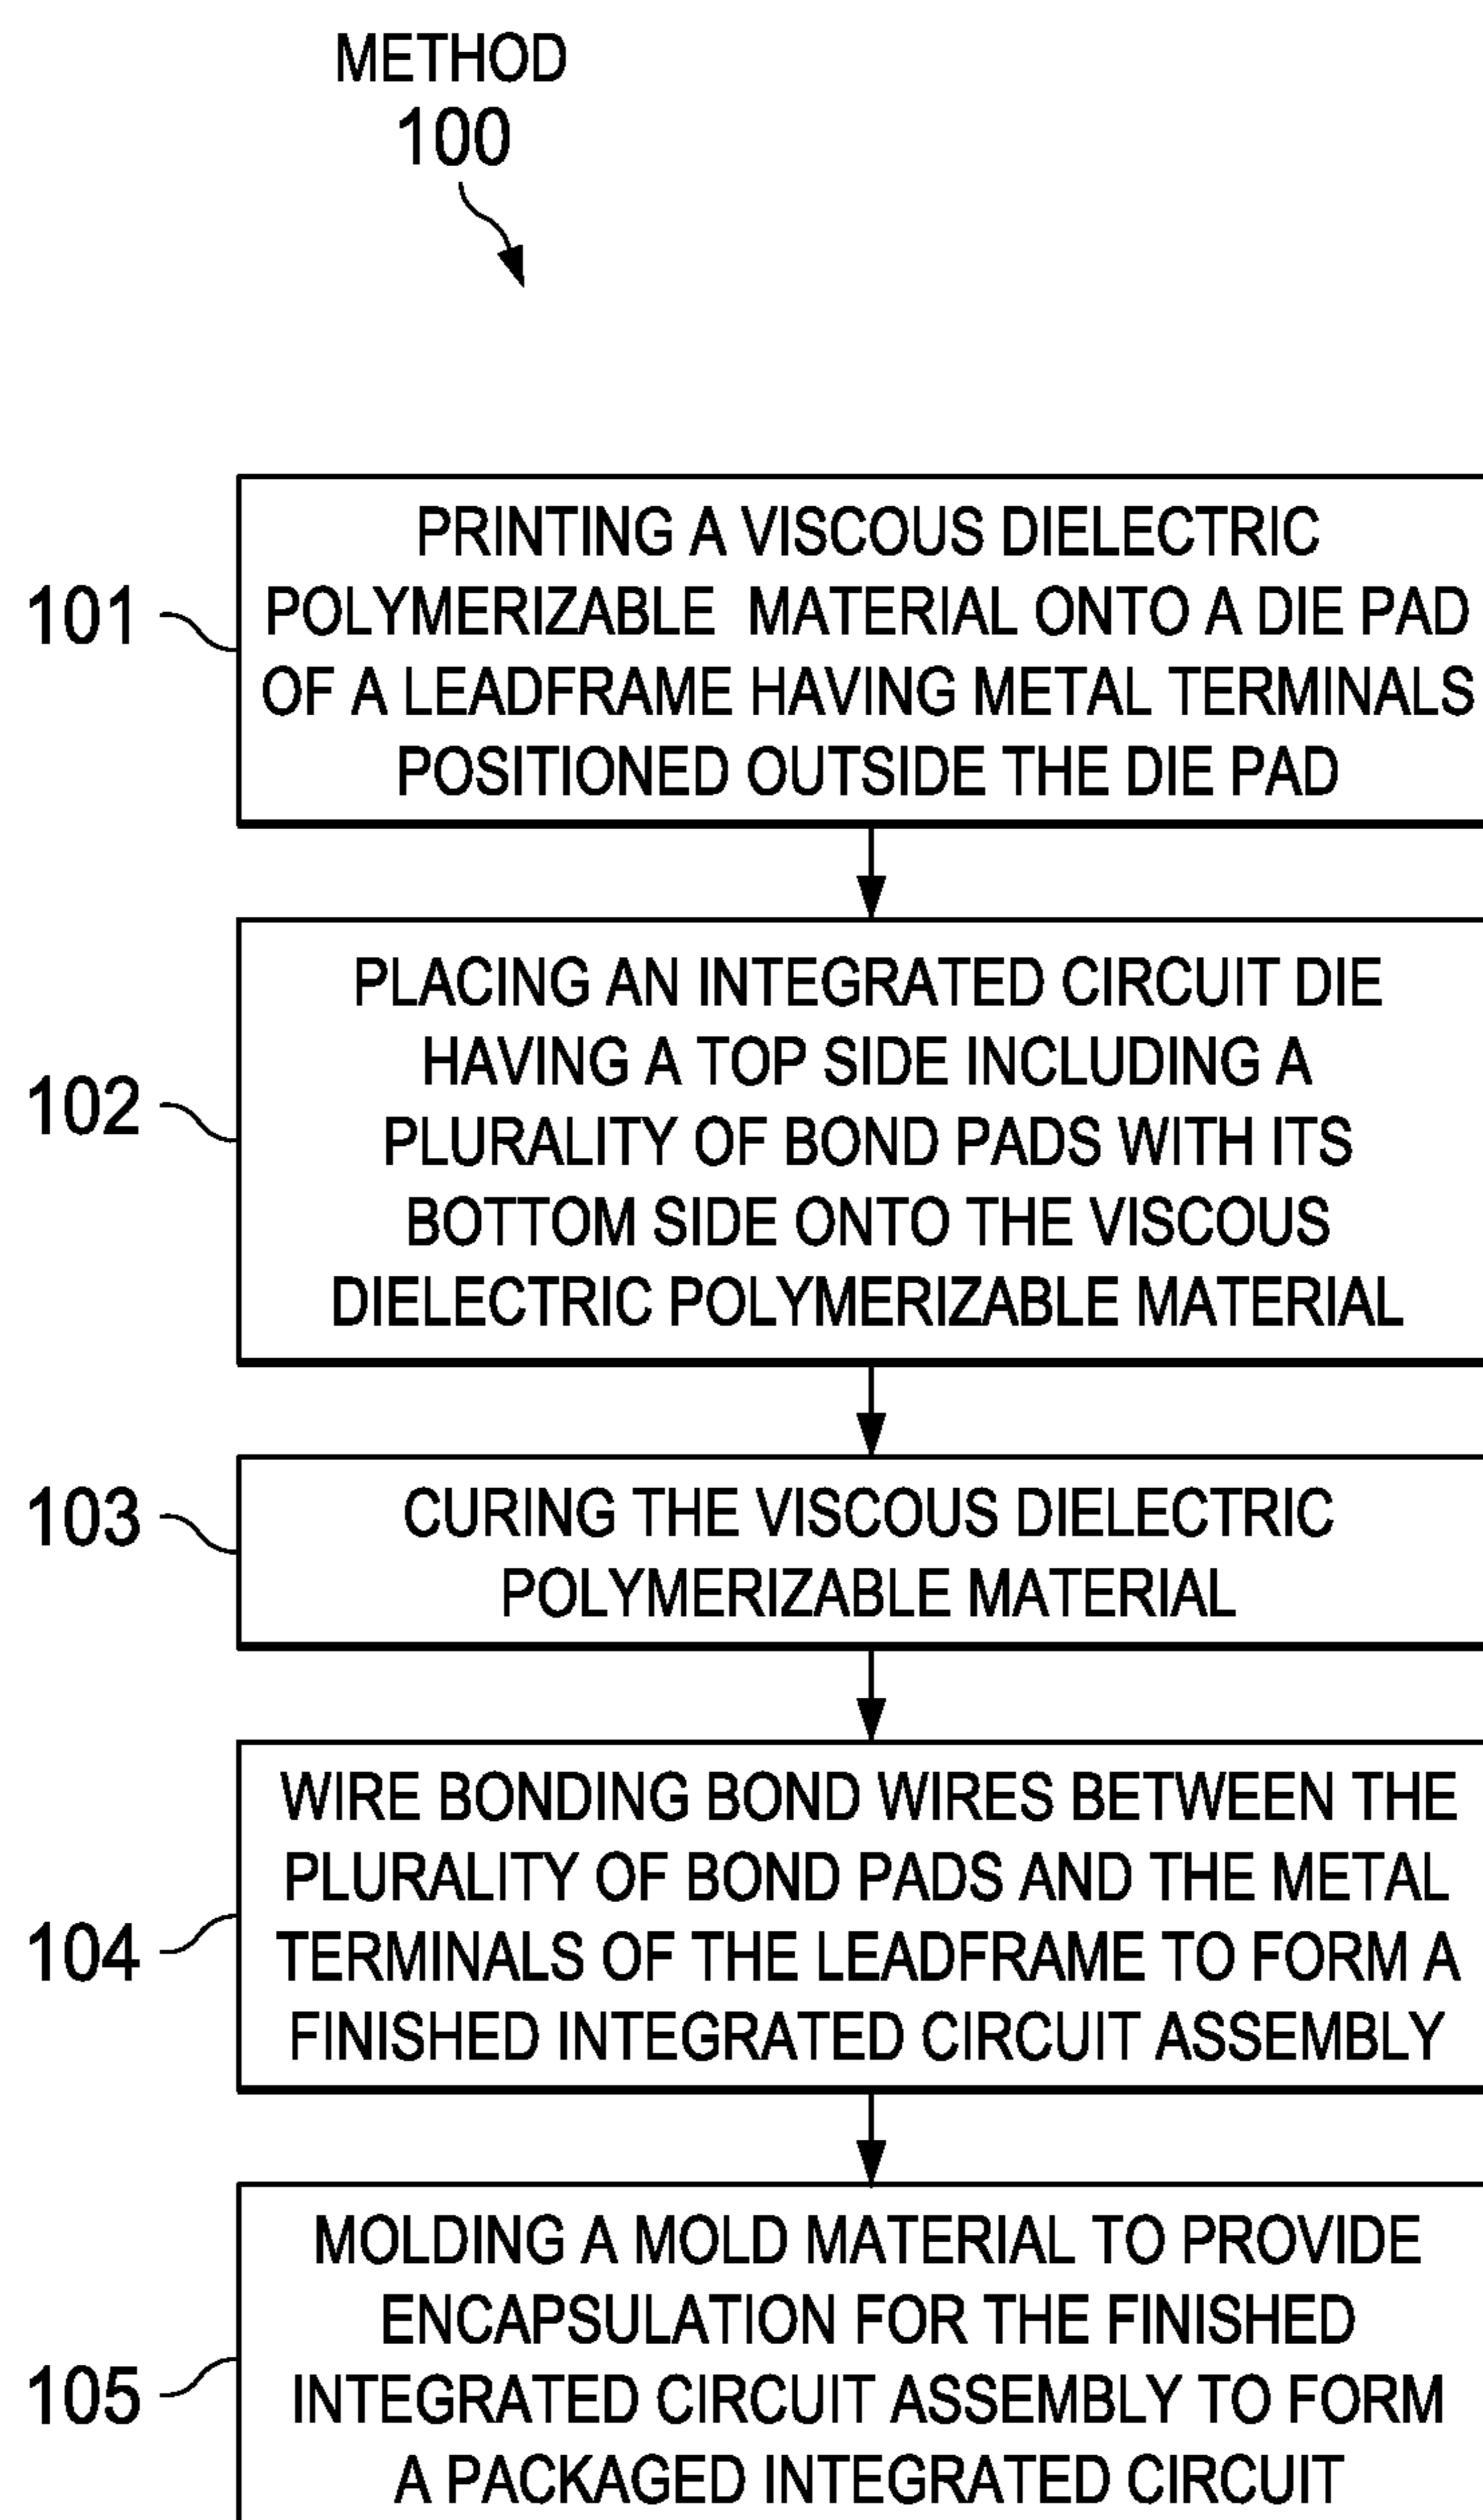 METHOD
100
101
PRINTING A VISCOUS DIELECTRIC
POLYMERIZABLE MATERIAL ONTO A DIE PAD
OF A LEADFRAME HAVING METAL TERMINALS
POSITIONED OUTSIDE THE DIE PAD
102
PLACING AN INTEGRATED CIRCUIT DIE
HAVING A TOP SIDE INCLUDING A
PLURALITY OF BOND PADS WITH ITS
BOTTOM SIDE ONTO THE VISCOUS
DIELECTRIC POLYMERIZABLE MATERIAL
103
CURING THE VISCOUS DIELECTRIC
POLYMERIZABLE MATERIAL
104
WIRE BONDING BOND WIRES BETWEEN THE
PLURALITY OF BOND PADS AND THE METAL
TERMINALS OF THE LEADFRAME TO FORM A
FINISHED INTEGRATED CIRCUIT ASSEMBLY
105
MOLDING A MOLD MATERIAL TO PROVIDE
ENCAPSULATION FOR THE FINISHED
INTEGRATED CIRCUIT ASSEMBLY TO FORM
A PACKAGED INTEGRATED CIRCUIT